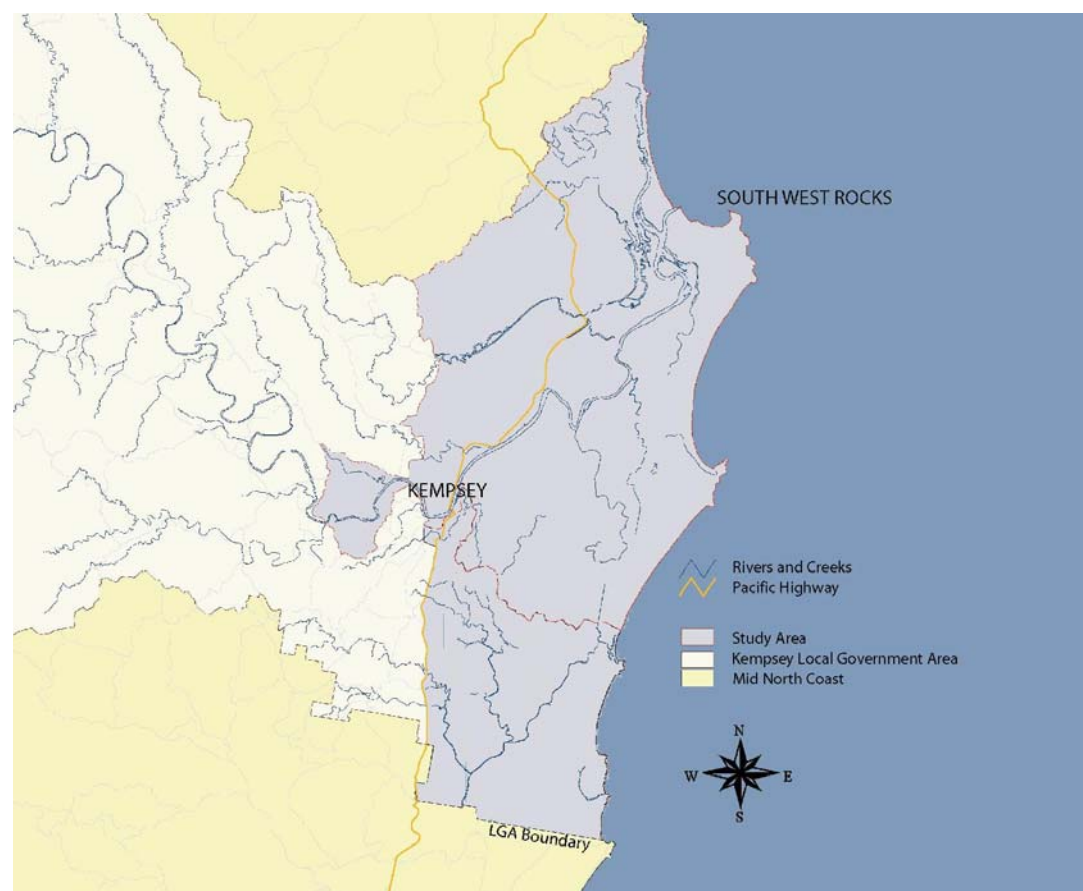 SOUTH WEST ROCKS
KEMPSEY
Rivers and Creeks
Pacific Highway
Study Area
Kempsey Local Government Area
Mid North Coast
N
W E
S
LGA Boundary